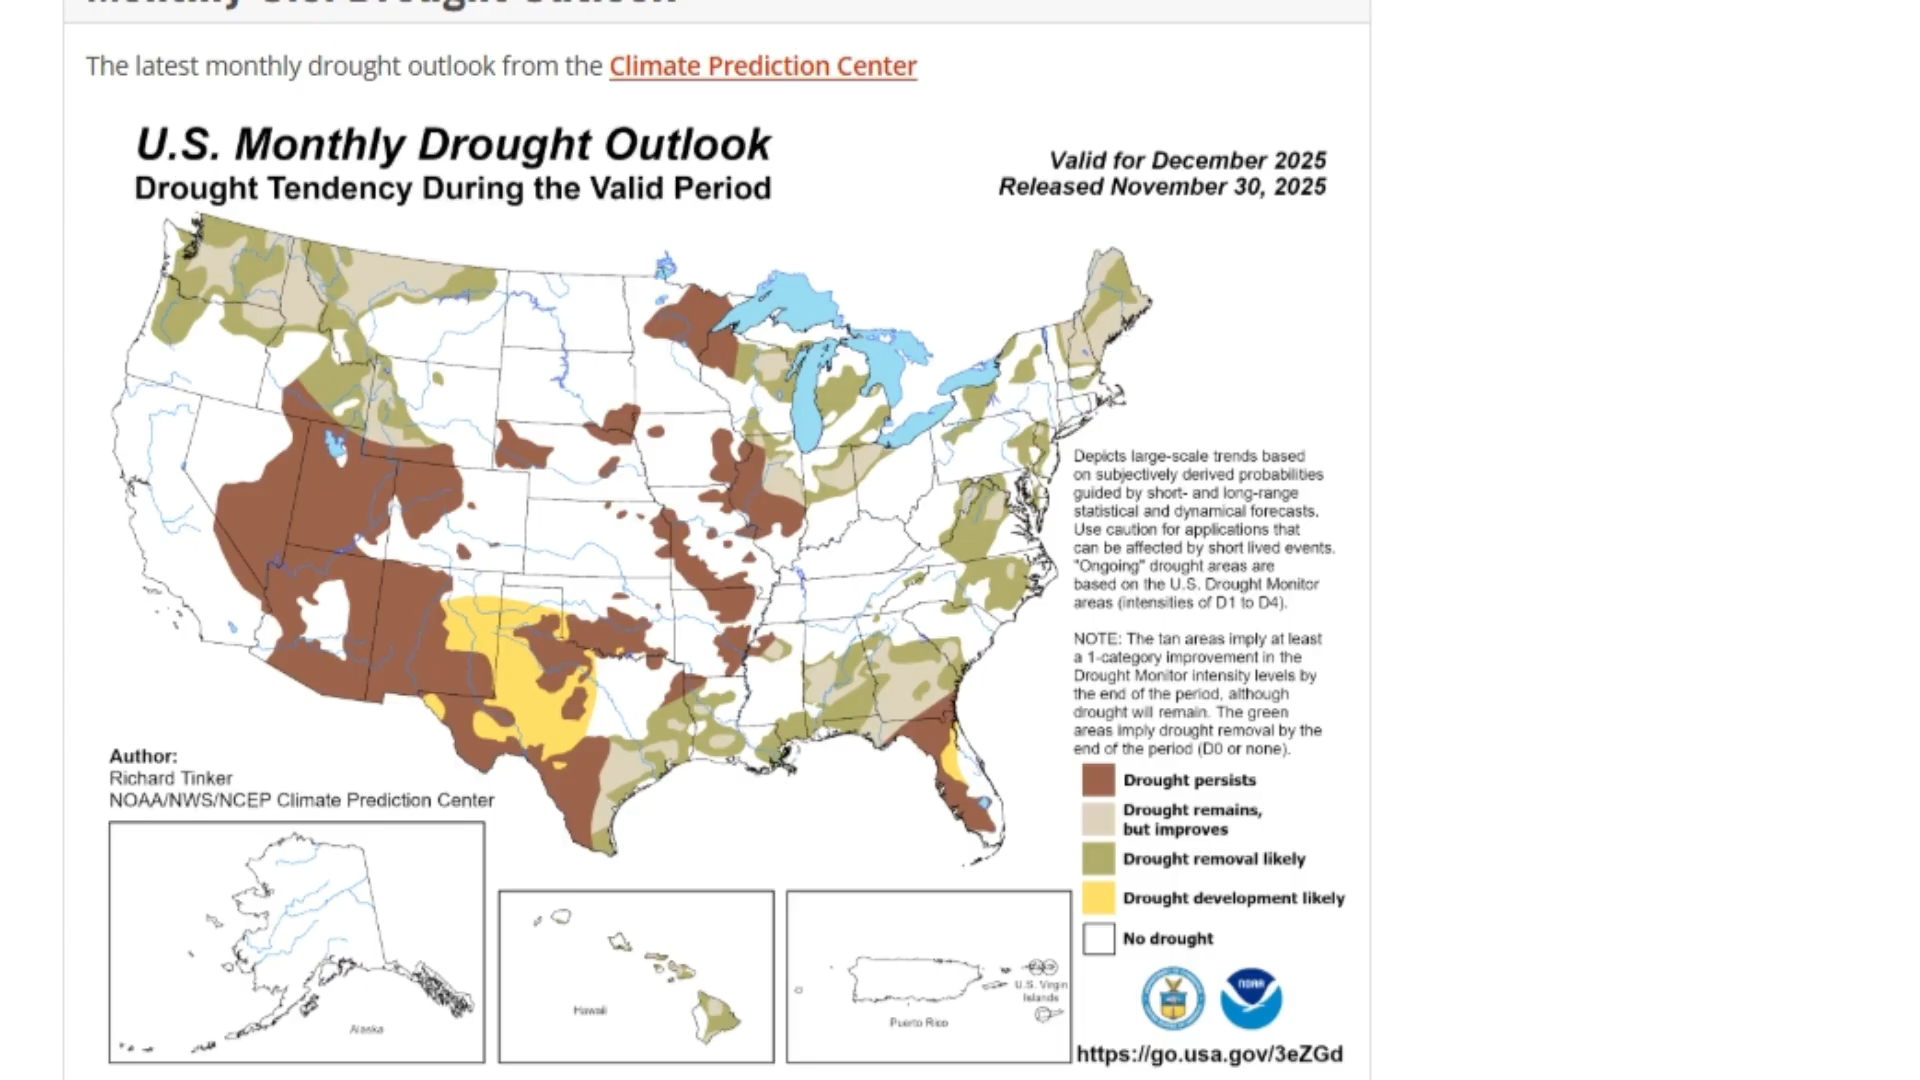 The latest monthly drought outlook from the Climate Prediction Center
U.S. Monthly Drought Outlook
Drought Tendency During the Valid Period
Valid for December 2025
Released November 30, 2025
Depicts large-scale trends based
on subjectively derived probabilities
guided by short- and long-range
statistical and dynamical forecasts.
Use caution for applications that
can be affected by short lived events.
"Ongoing" drought areas are
based on the U.S. Drought Monitor
areas (intensities of D1 to D4).
NOTE: The tan areas imply at least
a 1-category improvement in the
Drought Monitor intensity levels by
the end of the period, although
drought will remain. The green
areas imply drought removal by the
end of the period (D0 or none).
Author:
Richard Tinker
NOAA/NWS/NCEP Climate Prediction Center
Drought persists
Drought remains,
but improves
Drought removal likely
Drought development likely
No drought
Alaska
Hawaii
Puerto Rico
U.S. Virgin
Islands
NOAA
https://go.usa.gov/3eZGd